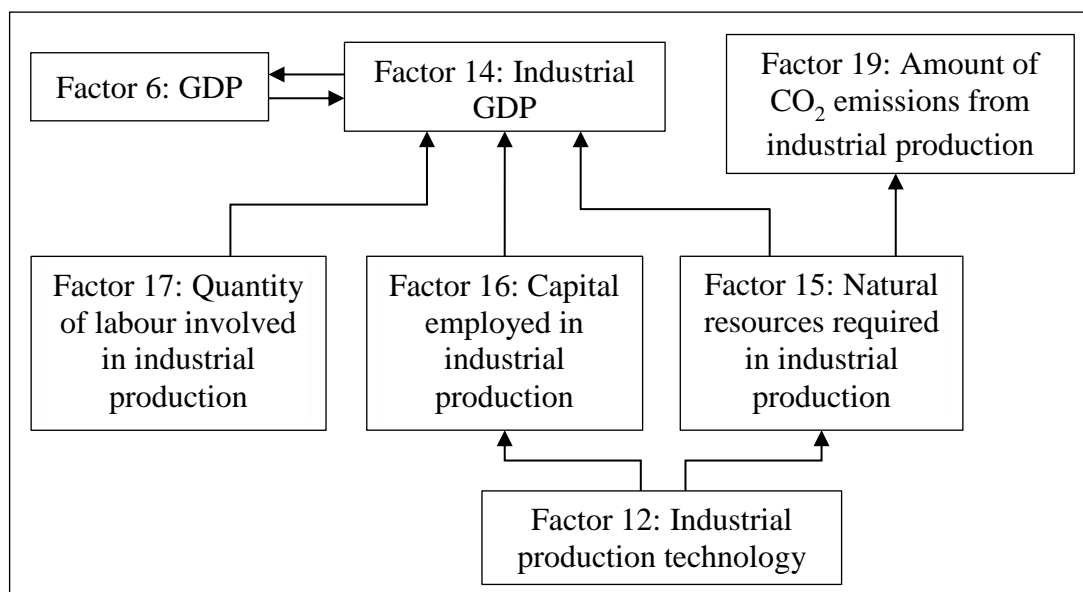 Factor 6: GDP
Factor 14: Industrial
GDP
Factor 19: Amount of
CO₂ emissions from
industrial production
Factor 17: Quantity
of labour involved
in industrial
production
Factor 16: Capital
employed in
industrial
production
Factor 15: Natural
resources required
in industrial
production
Factor 12: Industrial
production technology